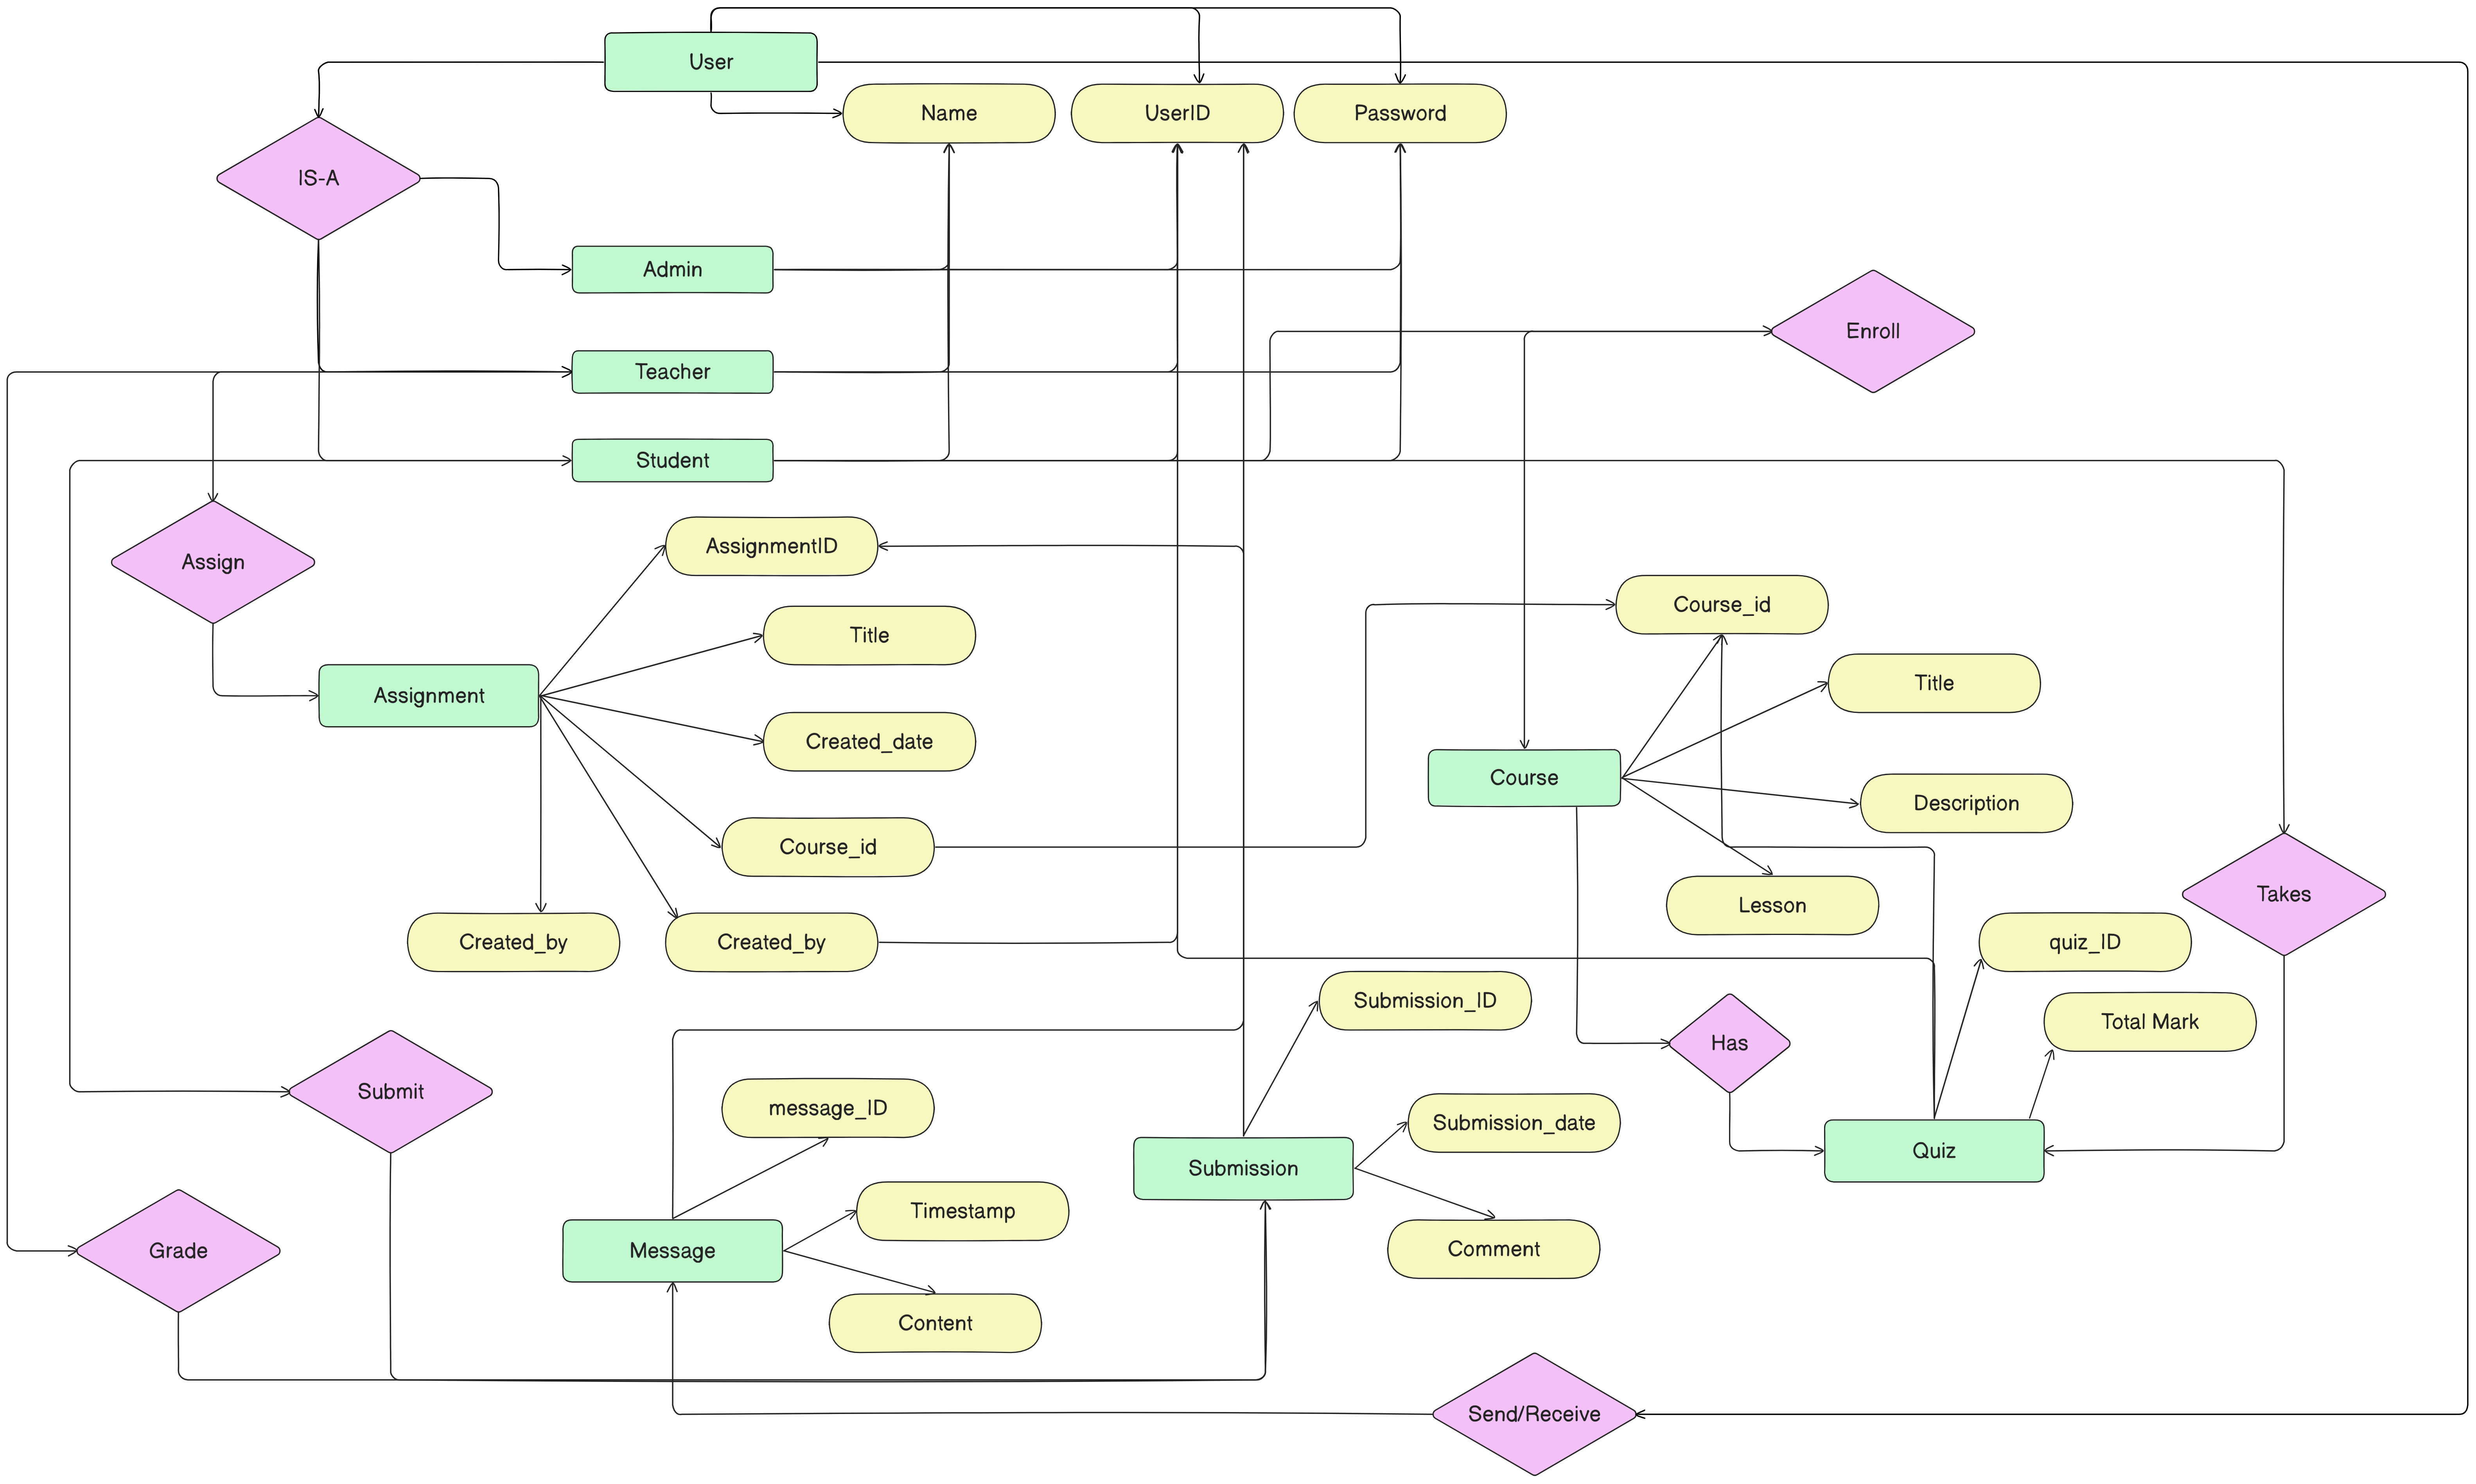 User
Name
UserID
Password
IS-A
Admin
Enroll
Teacher
Student
AssignmentID
Assign
Course_id
Title
Title
Assignment
Created_date
Course
Description
Course_id
Takes
Lesson
Created_by
Created_by
quiz_ID
Submission_ID
Total Mark
Has
Submit
message_ID
Submission_date
Quiz
Submission
Timestamp
Comment
Grade
Message
Content
Send/Receive